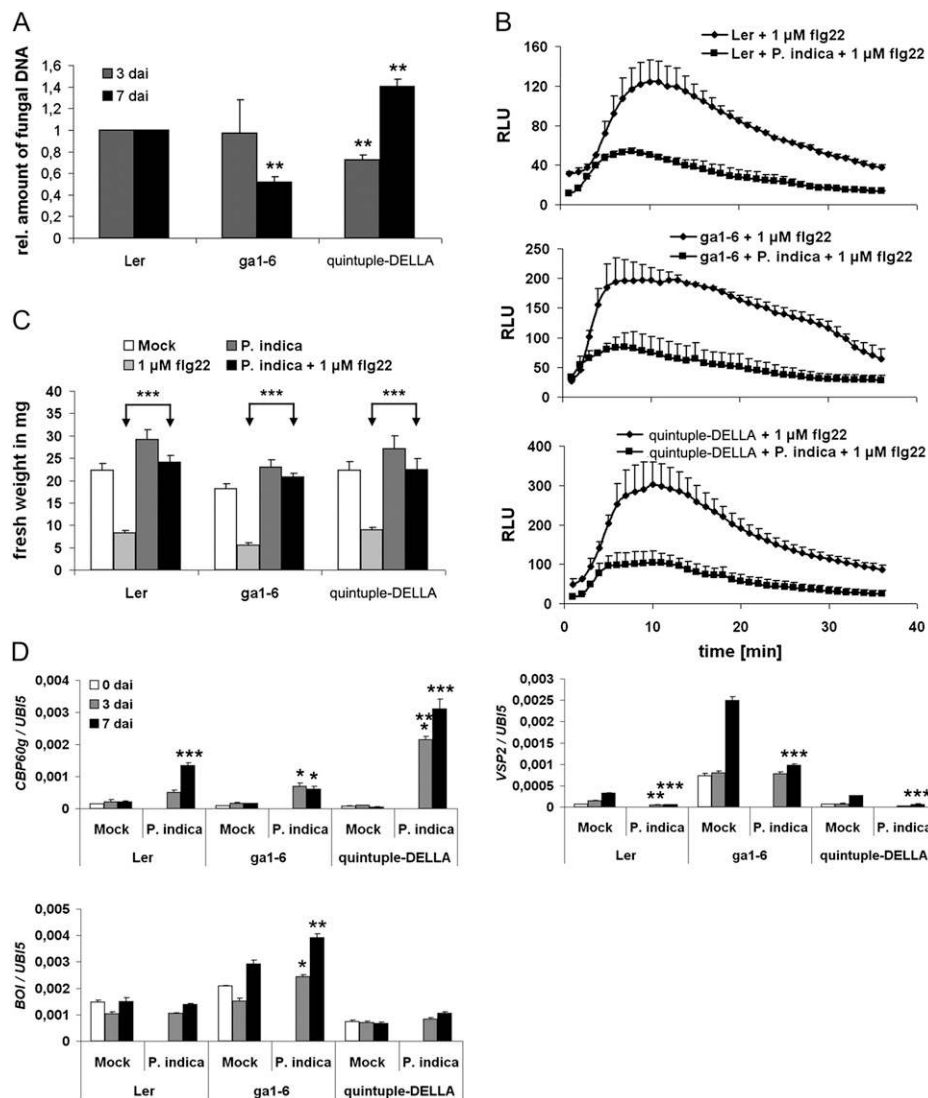 A
rel. amount of fungal DNA
1,6
1,4
1,2
1
0,8
0,6
0,4
0,2
0
3 dai
7 dai
**
**
**
Ler
ga1-6
quintuple-DELLA
B
RLU
160
120
80
40
0
Ler + 1 µM flg22
Ler + P. indica + 1 µM flg22
RLU
250
200
150
100
50
0
ga1-6 + 1 µM flg22
ga1-6 + P. indica + 1 µM flg22
RLU
400
300
200
100
0
quintuple-DELLA + 1 µM flg22
quintuple-DELLA + P. indica + 1 µM flg22
0 10 20 30 40
time [min]
C
Mock
P. indica
1 µM flg22
P. indica + 1 µM flg22
fresh weight in mg
40
35
30
25
20
15
10
5
0
***
***
***
Ler
ga1-6
quintuple-DELLA
D
CBP60g / UBI5
0,004
0,003
0,002
0,001
0
0 dai
3 dai
7 dai
***
* *
**
*
***
Mock P. indica Mock P. indica Mock P. indica
Ler ga1-6 quintuple-DELLA
VSP2 / UBI5
0,003
0,0025
0,002
0,0015
0,001
0,0005
0
**
***
***
***
Mock P. indica Mock P. indica Mock P. indica
Ler ga1-6 quintuple-DELLA
BOI / UBI5
0,005
0,004
0,003
0,002
0,001
0
*
**
Mock P. indica Mock P. indica Mock P. indica
Ler ga1-6 quintuple-DELLA